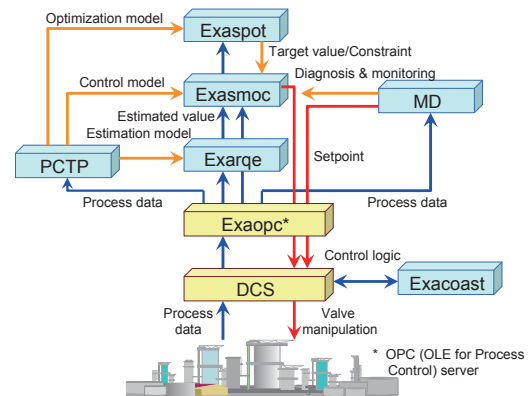 Optimization model
Exaspot
Target value/Constraint
Diagnosis & monitoring
Control model
Exasmoc
MD
Estimated value
Estimation model
Setpoint
PCTP
Exarqe
Process data
Process data
Exaopc*
Control logic
DCS
Exacoast
Process
data
Valve
manipulation
* OPC (OLE for Process
Control) server